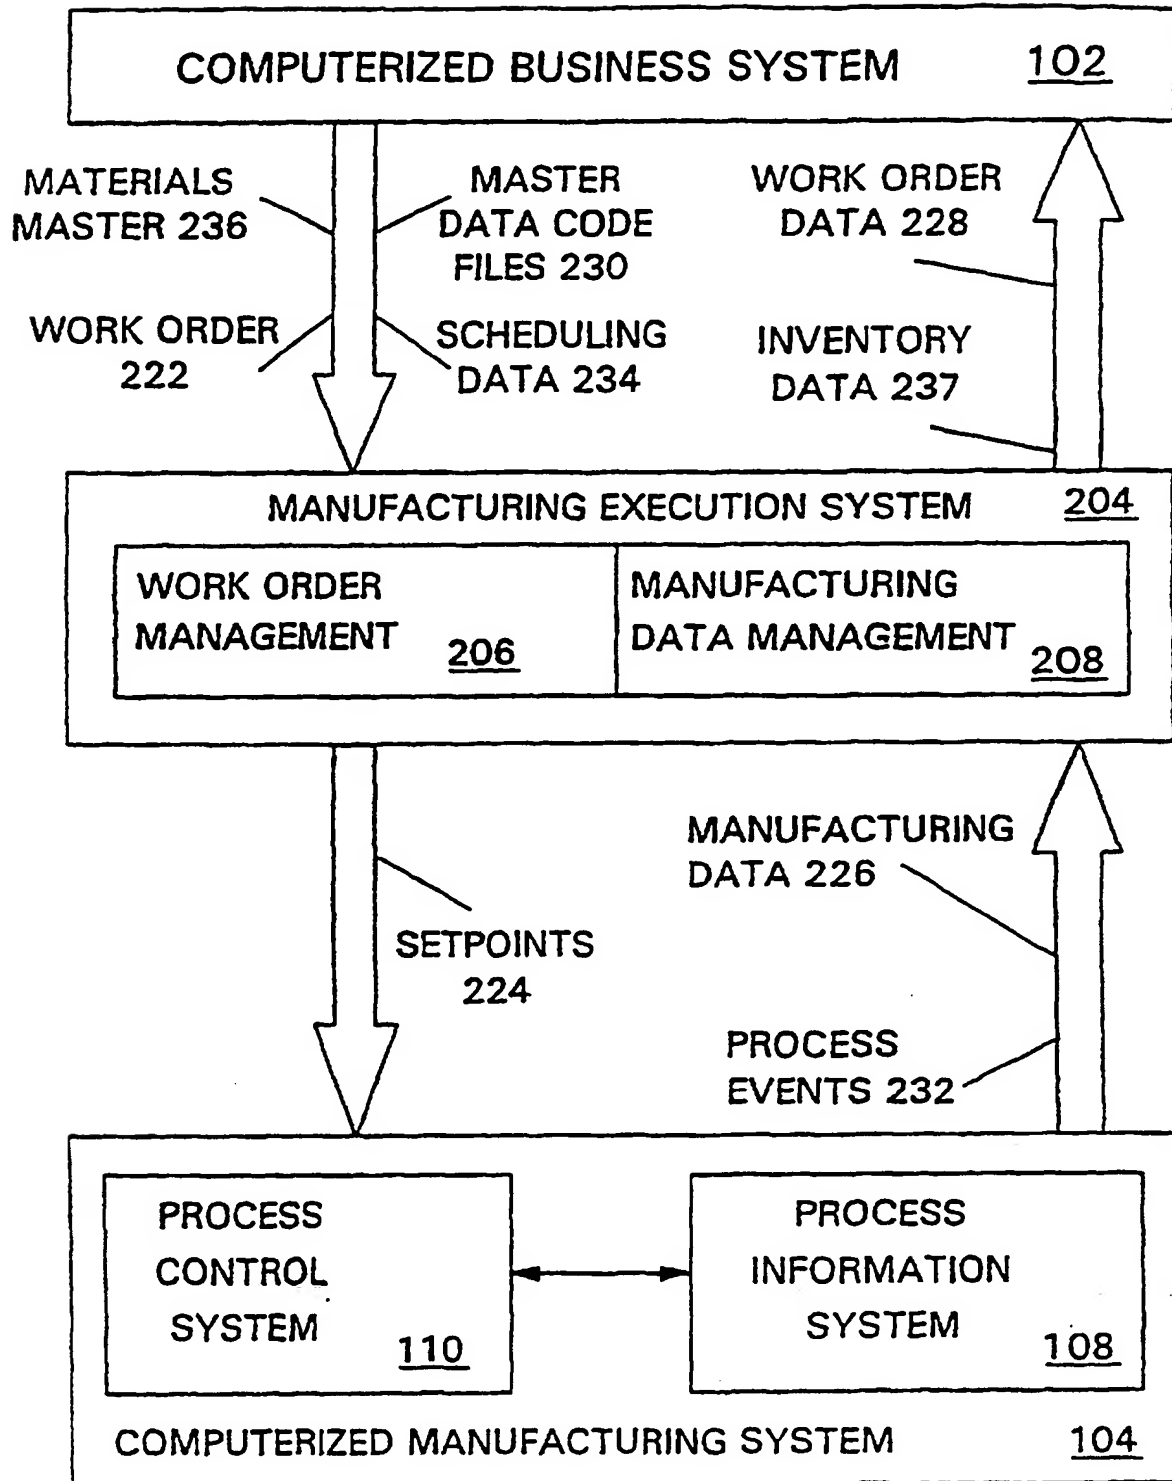 COMPUTERIZED BUSINESS SYSTEM 102
MATERIALS
MASTER 236
MASTER
DATA CODE
FILES 230
WORK ORDER
DATA 228
WORK ORDER
222
SCHEDULING
DATA 234
INVENTORY
DATA 237
MANUFACTURING EXECUTION SYSTEM 204
WORK ORDER
MANAGEMENT 206
MANUFACTURING
DATA MANAGEMENT 208
SETPOINTS
224
MANUFACTURING
DATA 226
PROCESS
EVENTS 232
PROCESS
CONTROL
SYSTEM
110
PROCESS
INFORMATION
SYSTEM
108
COMPUTERIZED MANUFACTURING SYSTEM 104